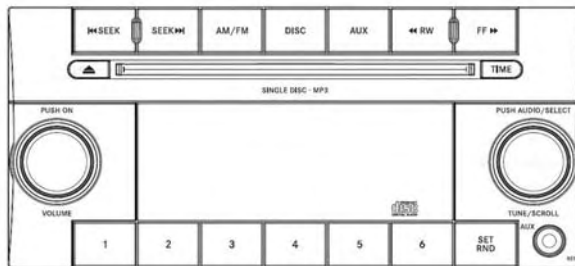 SEEK SEEK AM/FM DISC AUX RW FF
TIME
SINGLE DISC - MP3
PUSH ON PUSH AUDIO/SELECT
VOLUME TUNE/SCROLL
1 2 3 4 5 6 SET RND AUX